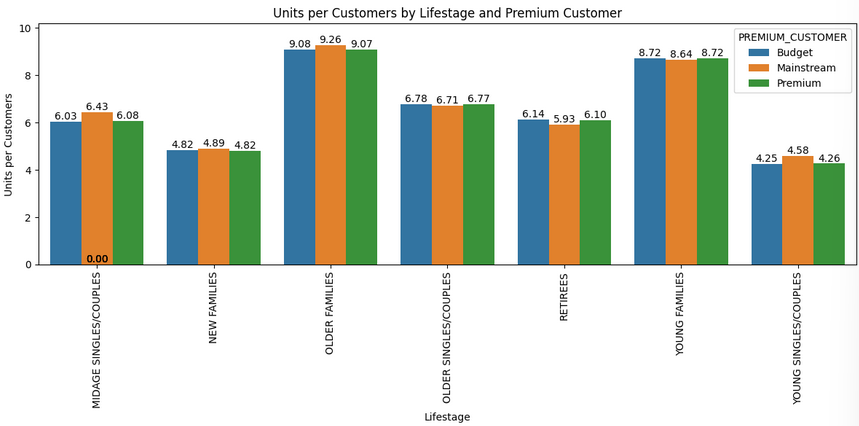 Units per Customers by Lifestage and Premium Customer
PREMIUM_CUSTOMER
Budget
Mainstream
Premium
Units per Customers
10
8
6
4
2
0
6.03 6.43 6.08
4.82 4.89 4.82
9.08 9.26 9.07
6.78 6.71 6.77
6.14 5.93 6.10
8.72 8.64 8.72
4.25 4.58 4.26
0.00
MIDAGE SINGLES/COUPLES
NEW FAMILIES
OLDER FAMILIES
OLDER SINGLES/COUPLES
RETIREES
YOUNG FAMILIES
YOUNG SINGLES/COUPLES
Lifestage